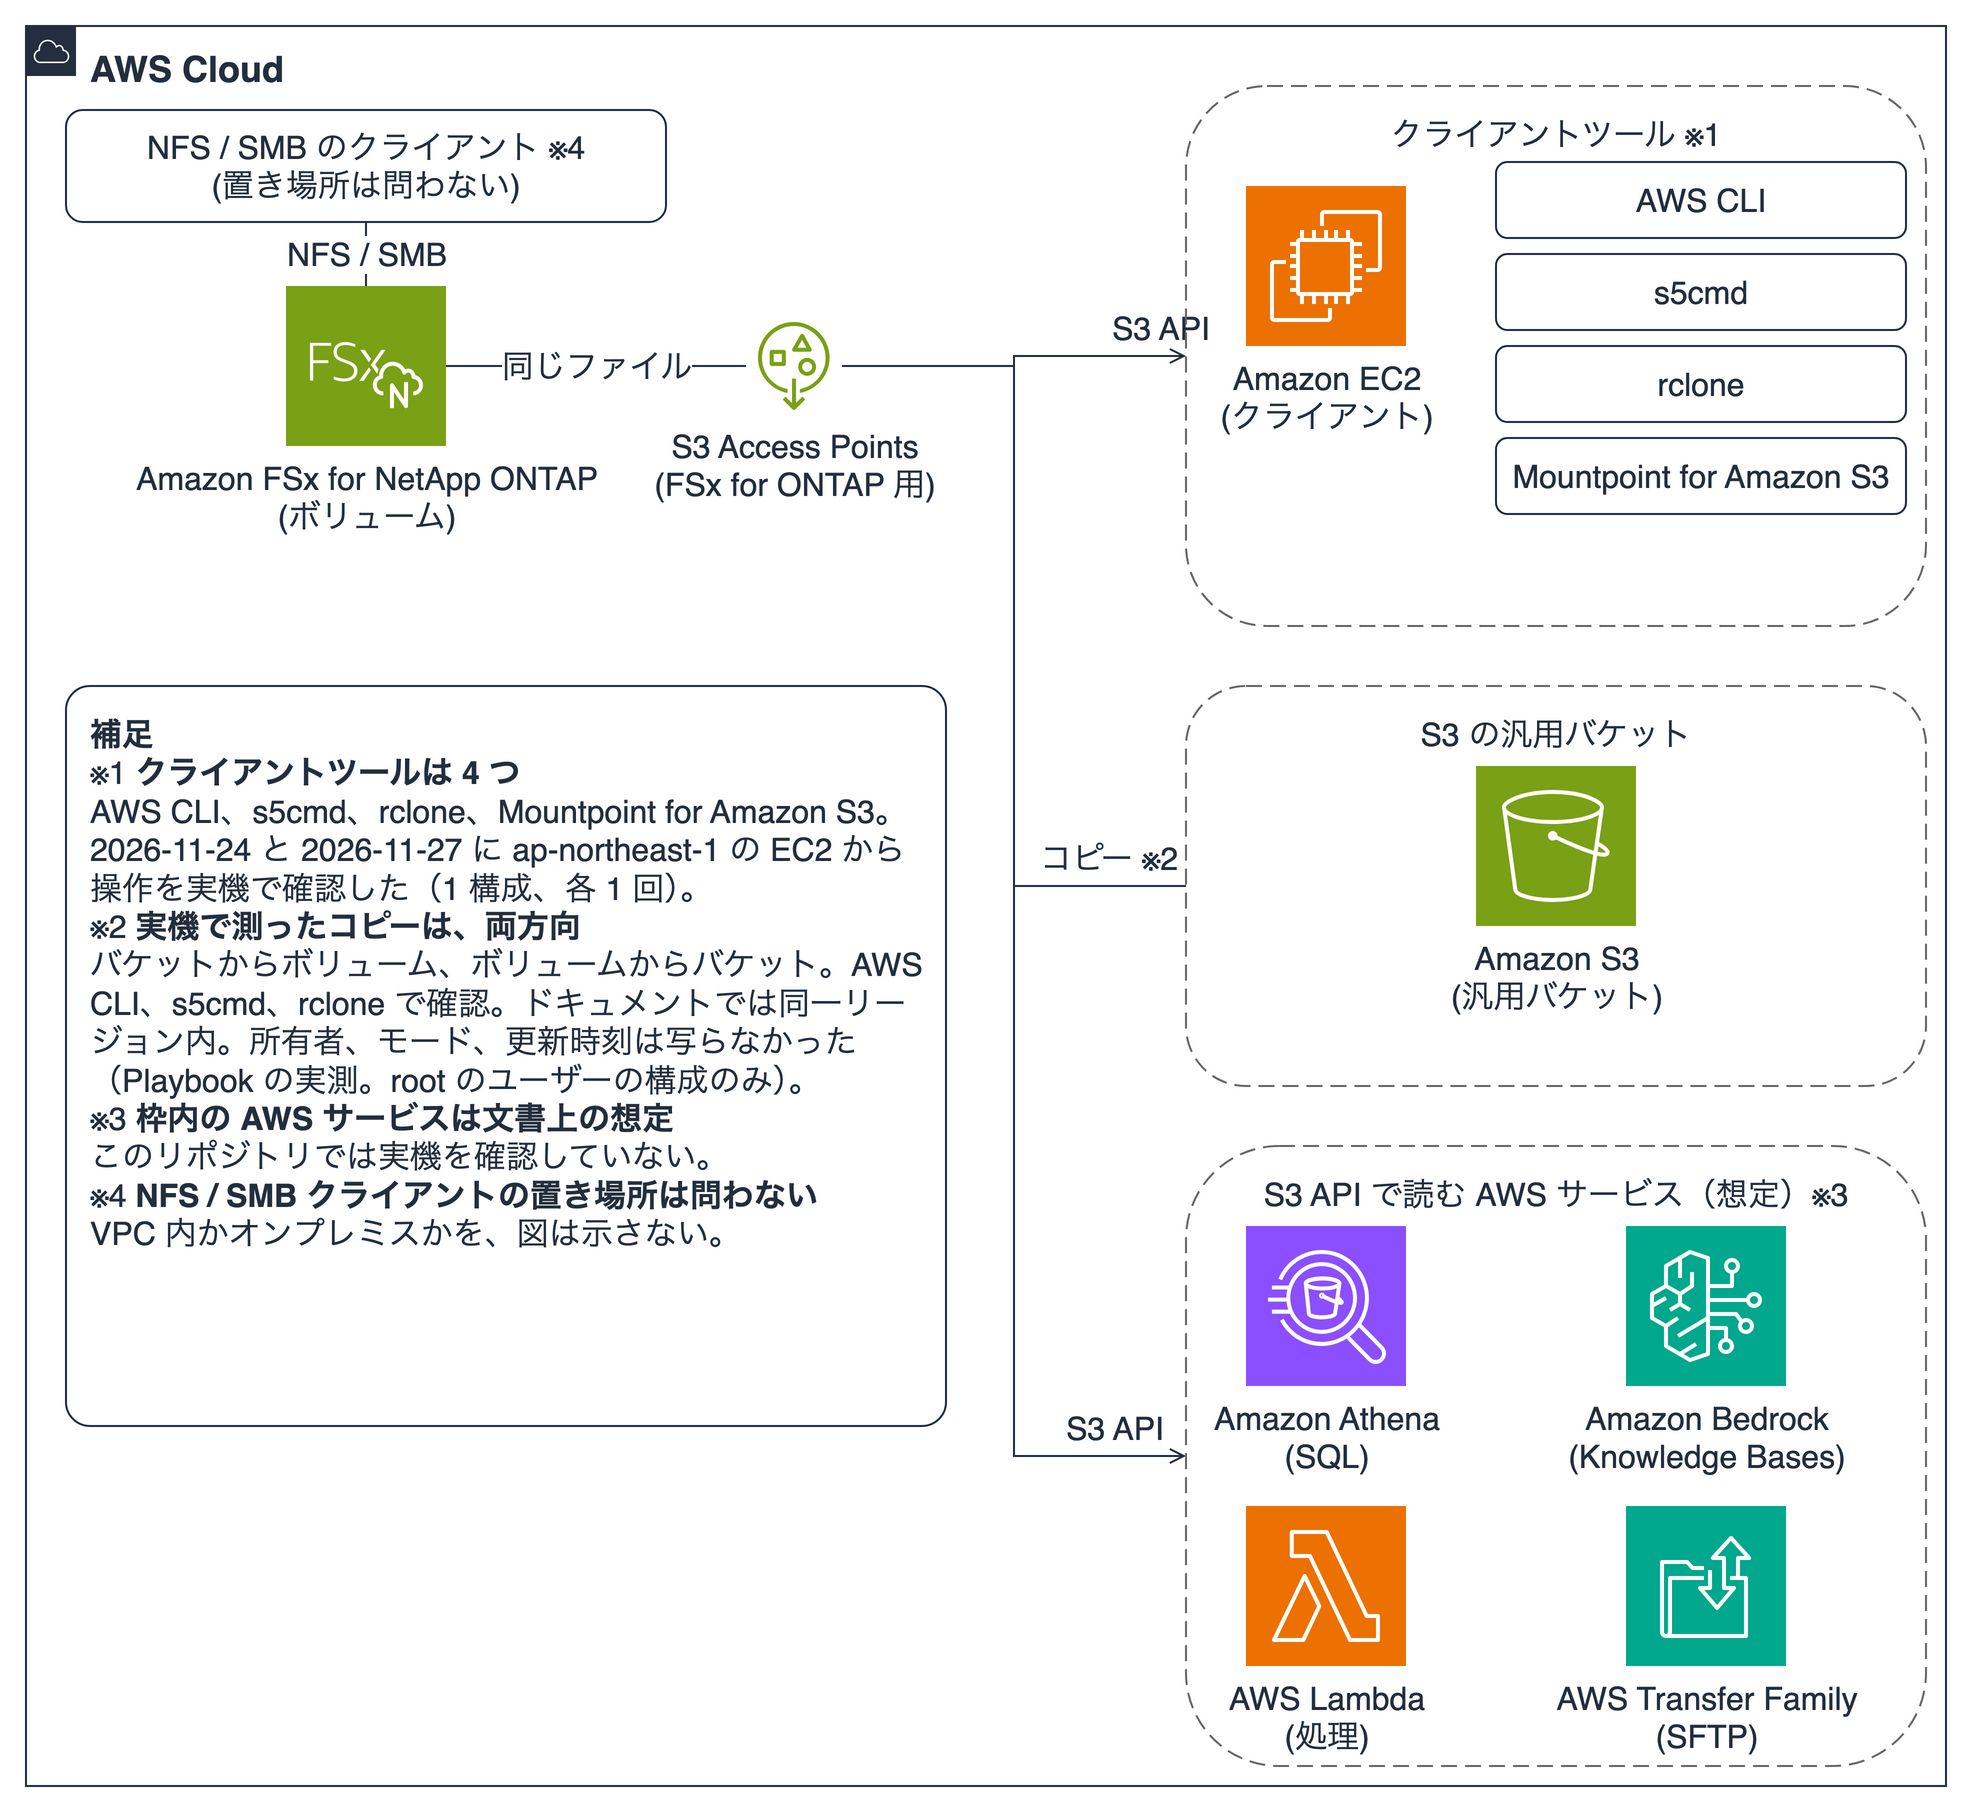 AWS Cloud
NFS / SMB のクライアント ※4
(置き場所は問わない)
NFS / SMB
FSx
N
同じファイル
Amazon FSx for NetApp ONTAP
(ボリューム)
S3 Access Points
(FSx for ONTAP 用)
S3 API
クライアントツール ※1
Amazon EC2
(クライアント)
AWS CLI
s5cmd
rclone
Mountpoint for Amazon S3
補足
※1 クライアントツールは 4 つ
AWS CLI、s5cmd、rclone、Mountpoint for Amazon S3。
2026-11-24 と 2026-11-27 に ap-northeast-1 の EC2 から
操作を実機で確認した（1 構成、各 1 回）。
※2 実機で測ったコピーは、両方向
バケットからボリューム、ボリュームからバケット。AWS
CLI、s5cmd、rclone で確認。ドキュメントでは同一リー
ジョン内。所有者、モード、更新時刻は写らなかった
（Playbook の実測。root のユーザーの構成のみ）。
※3 枠内の AWS サービスは文書上の想定
このリポジトリでは実機を確認していない。
※4 NFS / SMB クライアントの置き場所は問わない
VPC 内かオンプレミスかを、図は示さない。
コピー ※2
S3 の汎用バケット
Amazon S3
(汎用バケット)
S3 API
S3 API で読む AWS サービス（想定）※3
Amazon Athena
(SQL)
Amazon Bedrock
(Knowledge Bases)
AWS Lambda
(処理)
AWS Transfer Family
(SFTP)